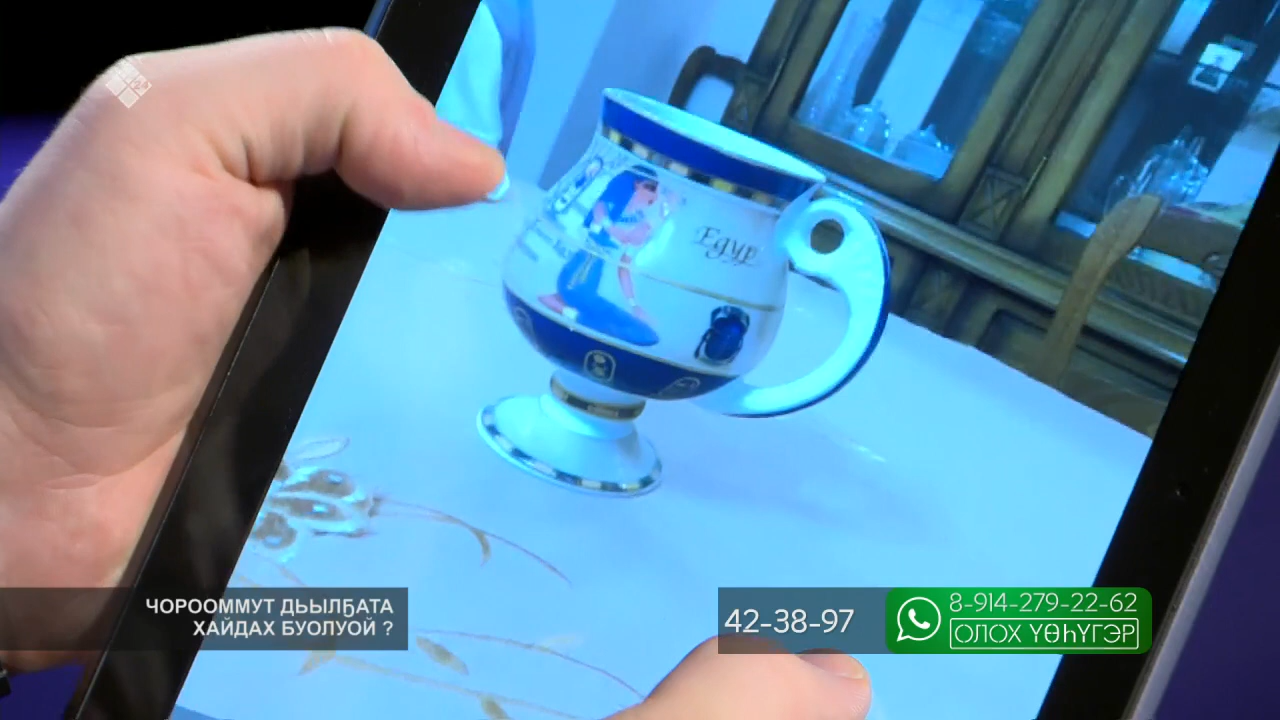 Egyp
ЧОРООММУТ ДЬЫЛҔАТА
ХАЙДАХ БУОЛУОЙ ?
42-38-97
8-914-279-22-62
ОЛОХ ҮӨҺҮГЭР